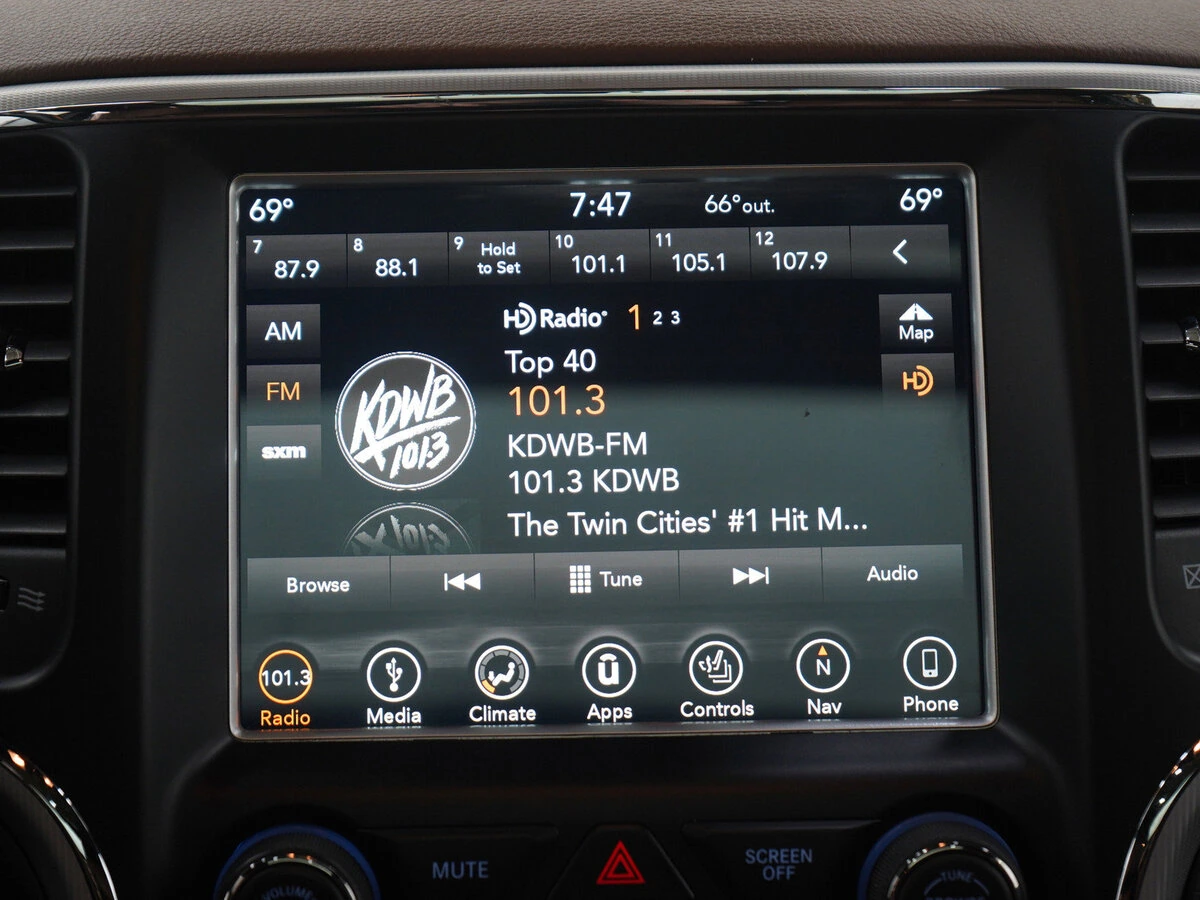 69° 7:47 66° out. 69°
7 87.9 8 88.1 9 Hold to Set 10 101.1 11 105.1 12 107.9 <
AM
FM
sxm
KDWB
101.3
HD Radio 1 2 3
Top 40
101.3
KDWB-FM
101.3 KDWB
The Twin Cities' #1 Hit M...
Map
HD
Browse Tune Audio
101.3 ū N
Radio Media Climate Apps Controls Nav Phone
VOLUME MUTE SCREEN OFF TUNE